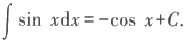 ∫ sin xdx = −cos x+C.